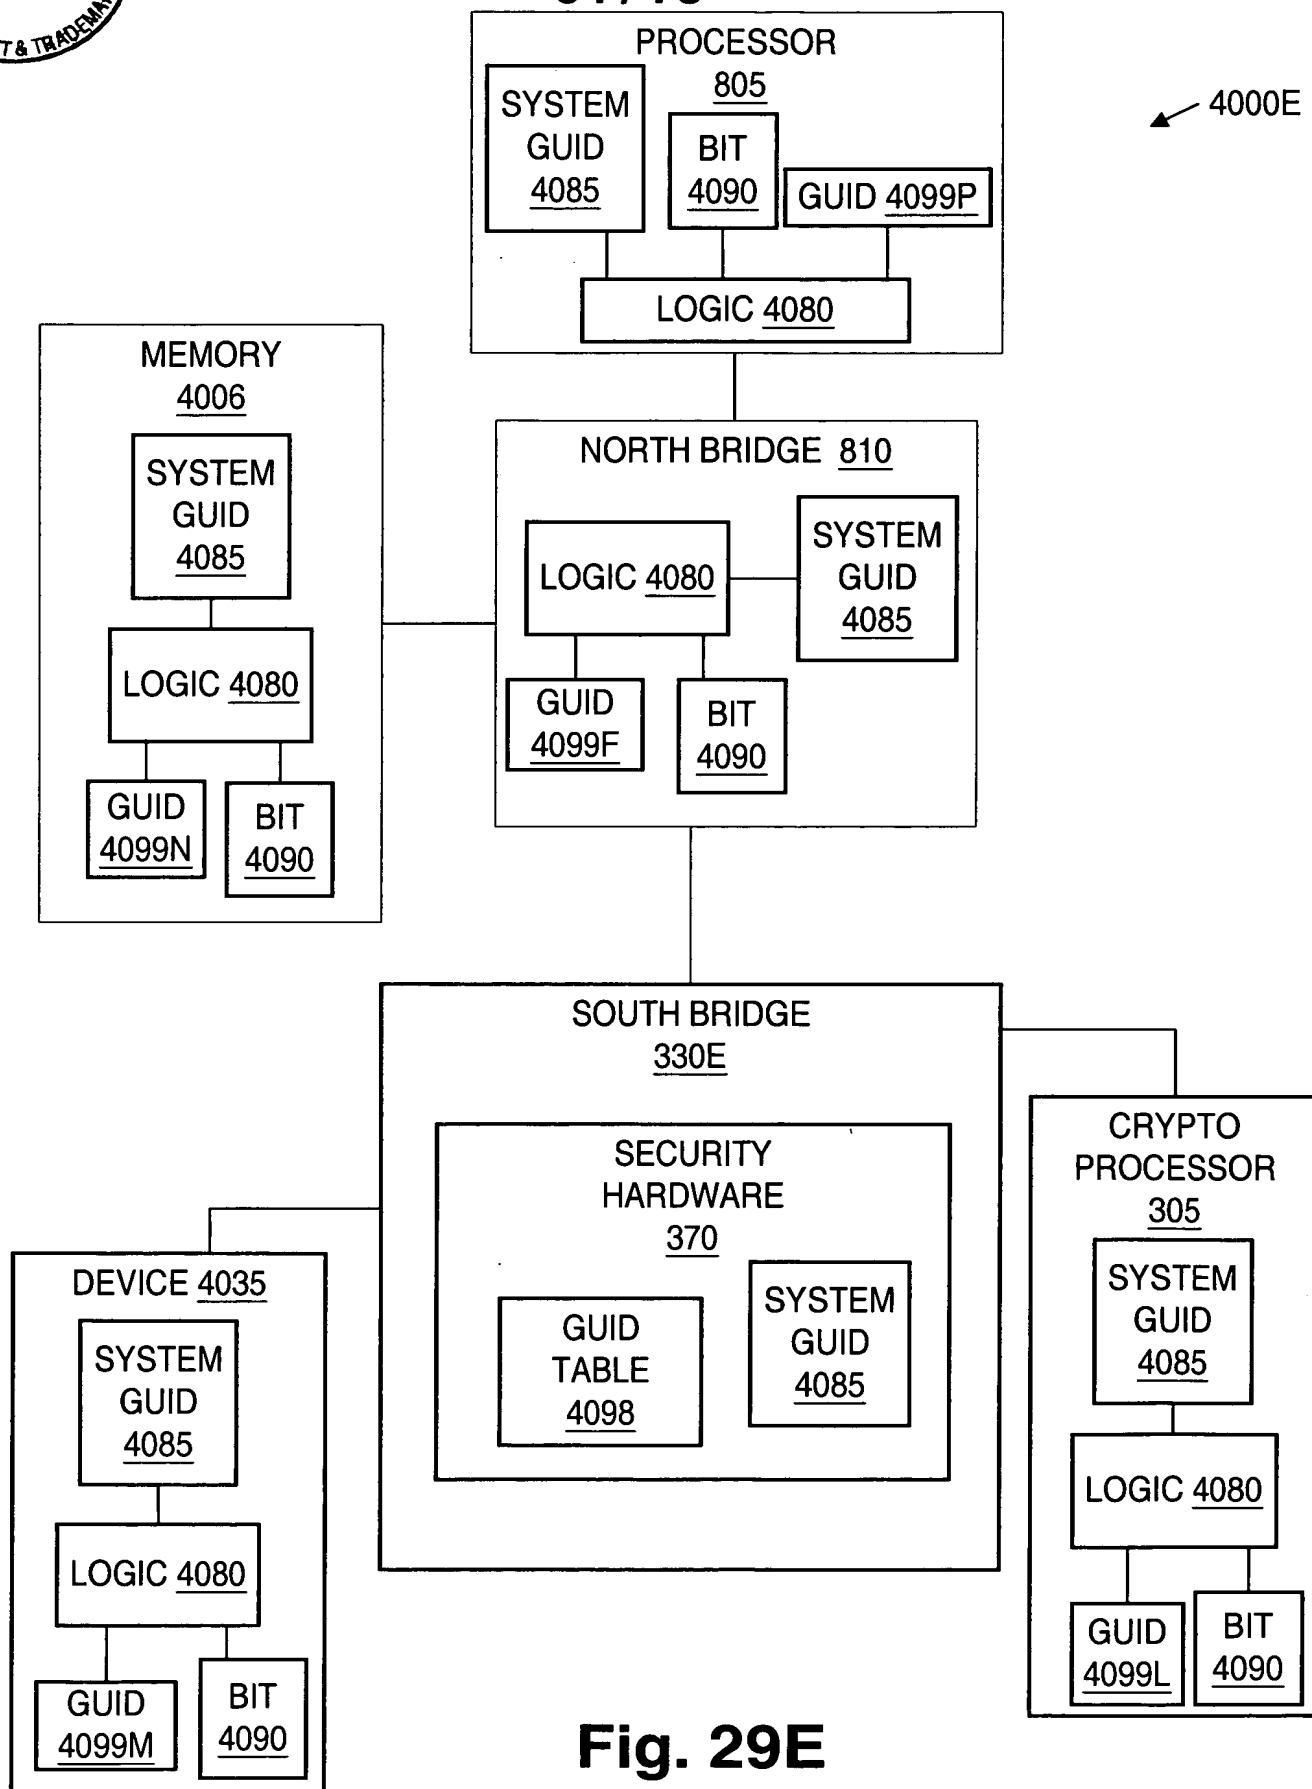 T & TRADEMA
PROCESSOR
805
SYSTEM
GUID
4085
BIT
4090
GUID 4099P
LOGIC 4080
4000E
MEMORY
4006
SYSTEM
GUID
4085
LOGIC 4080
GUID
4099N
BIT
4090
NORTH BRIDGE 810
LOGIC 4080
SYSTEM
GUID
4085
GUID
4099F
BIT
4090
SOUTH BRIDGE
330E
SECURITY
HARDWARE
370
GUID
TABLE
4098
SYSTEM
GUID
4085
DEVICE 4035
SYSTEM
GUID
4085
LOGIC 4080
GUID
4099M
BIT
4090
CRYPTO
PROCESSOR
305
SYSTEM
GUID
4085
LOGIC 4080
GUID
4099L
BIT
4090
Fig. 29E